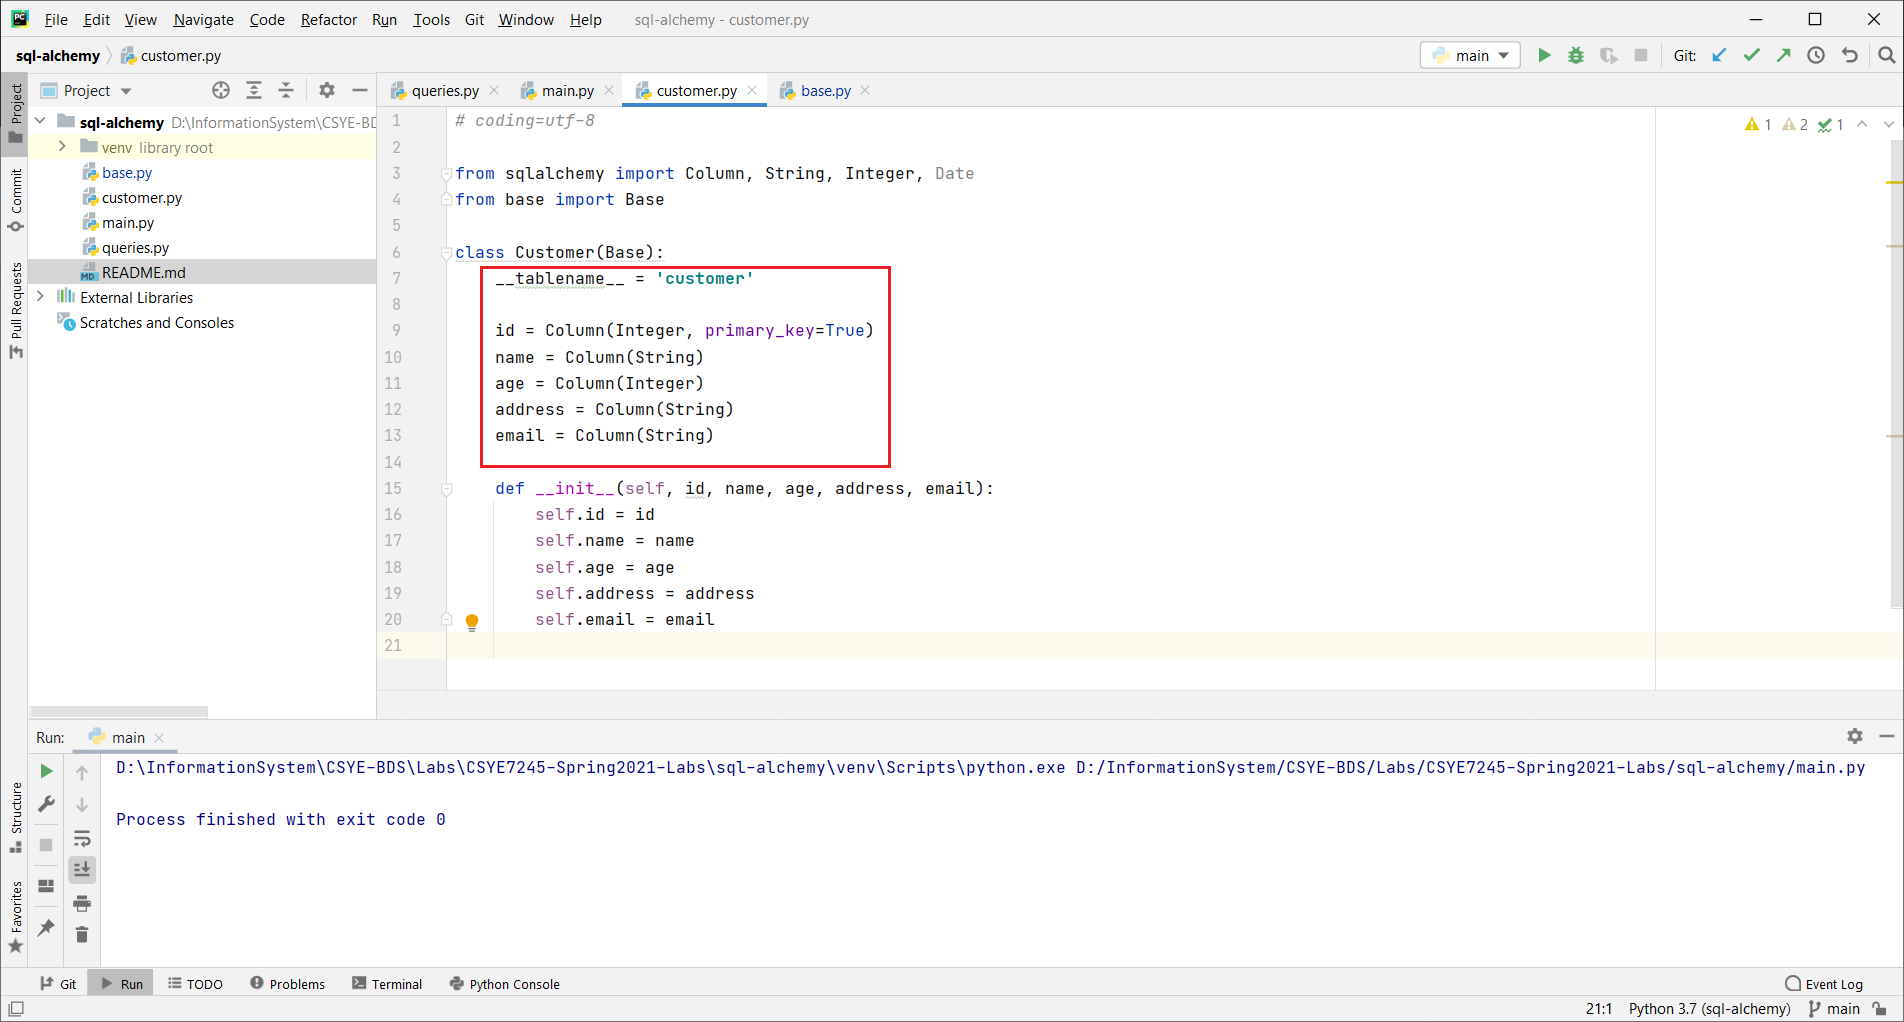 PC File Edit View Navigate Code Refactor Run Tools Git Window Help sql-alchemy - customer.py
sql-alchemy customer.py main Git:
Project queries.py main.py customer.py base.py
Project
Commit
Pull Requests
Structure
Favorites
sql-alchemy D:\InformationSystem\CSYE-BD
venv library root
base.py
customer.py
main.py
queries.py
MD README.md
External Libraries
Scratches and Consoles
1 2 1
1 # coding=utf-8
2
3 from sqlalchemy import Column, String, Integer, Date
4 from base import Base
5
6 class Customer(Base):
7 __tablename__ = 'customer'
8
9 id = Column(Integer, primary_key=True)
10 name = Column(String)
11 age = Column(Integer)
12 address = Column(String)
13 email = Column(String)
14
15 def __init__(self, id, name, age, address, email):
16 self.id = id
17 self.name = name
18 self.age = age
19 self.address = address
20 self.email = email
21
Run: main
D:\InformationSystem\CSYE-BDS\Labs\CSYE7245-Spring2021-Labs\sql-alchemy\venv\Scripts\python.exe D:/InformationSystem/CSYE-BDS/Labs/CSYE7245-Spring2021-Labs/sql-alchemy/main.py
Process finished with exit code 0
Git Run TODO Problems Terminal Python Console Event Log
21:1 Python 3.7 (sql-alchemy) main